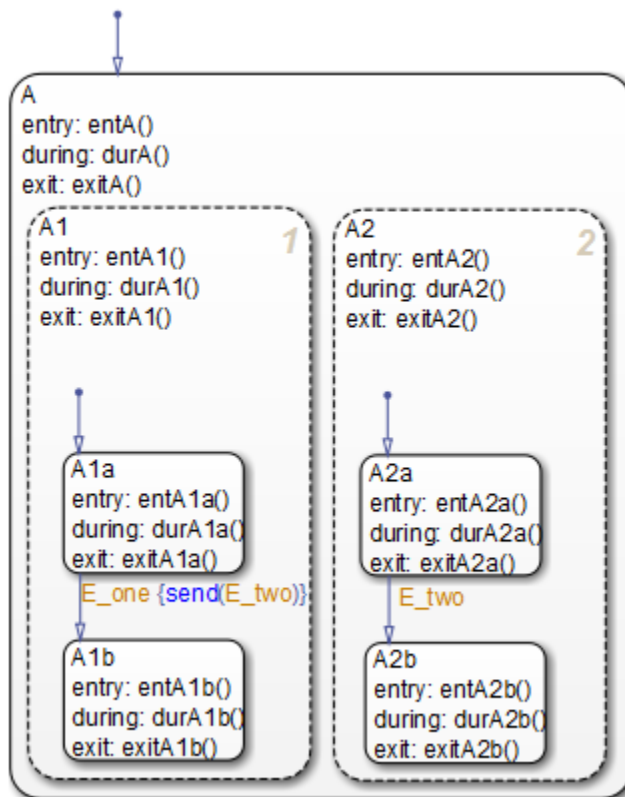 A
entry: entA()
during: durA()
exit: exitA()
A1
1
entry: entA1()
during: durA1()
exit: exitA1()
A2
2
entry: entA2()
during: durA2()
exit: exitA2()
A1a
entry: entA1a()
during: durA1a()
exit: exitA1a()
E_one {send(E_two)}
A1b
entry: entA1b()
during: durA1b()
exit: exitA1b()
A2a
entry: entA2a()
during: durA2a()
exit: exitA2a()
E_two
A2b
entry: entA2b()
during: durA2b()
exit: exitA2b()